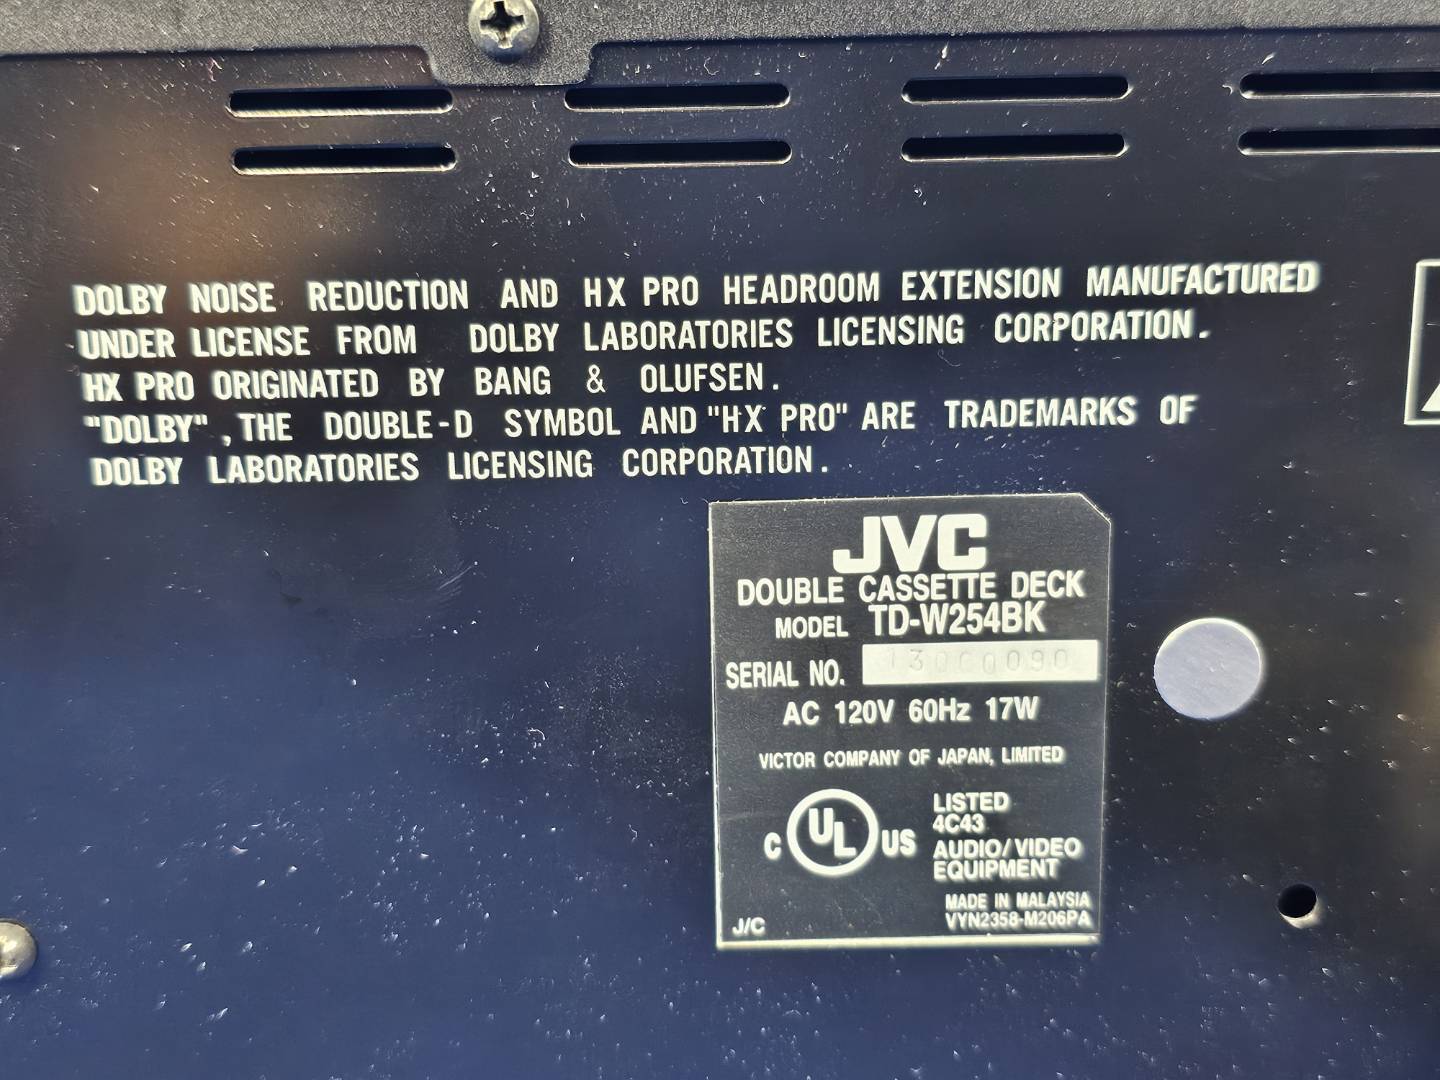 DOLBY NOISE REDUCTION AND HX PRO HEADROOM EXTENSION MANUFACTURED
UNDER LICENSE FROM DOLBY LABORATORIES LICENSING CORPORATION.
HX PRO ORIGINATED BY BANG & OLUFSEN.
"DOLBY", THE DOUBLE-D SYMBOL AND "HX PRO" ARE TRADEMARKS OF
DOLBY LABORATORIES LICENSING CORPORATION.
JVC
DOUBLE CASSETTE DECK
MODEL TD-W254BK
SERIAL NO.
AC 120V 60Hz 17W
VICTOR COMPANY OF JAPAN, LIMITED
C UL US
LISTED
4C43
AUDIO/VIDEO
EQUIPMENT
MADE IN MALAYSIA
J/C VYN2358-M206PA